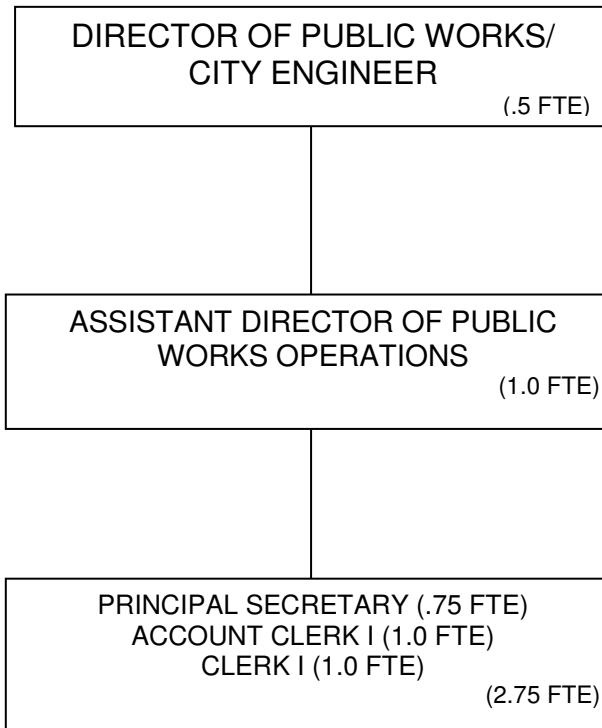 DIRECTOR OF PUBLIC WORKS/
CITY ENGINEER
(.5 FTE)
ASSISTANT DIRECTOR OF PUBLIC
WORKS OPERATIONS
(1.0 FTE)
PRINCIPAL SECRETARY (.75 FTE)
ACCOUNT CLERK I (1.0 FTE)
CLERK I (1.0 FTE)
(2.75 FTE)